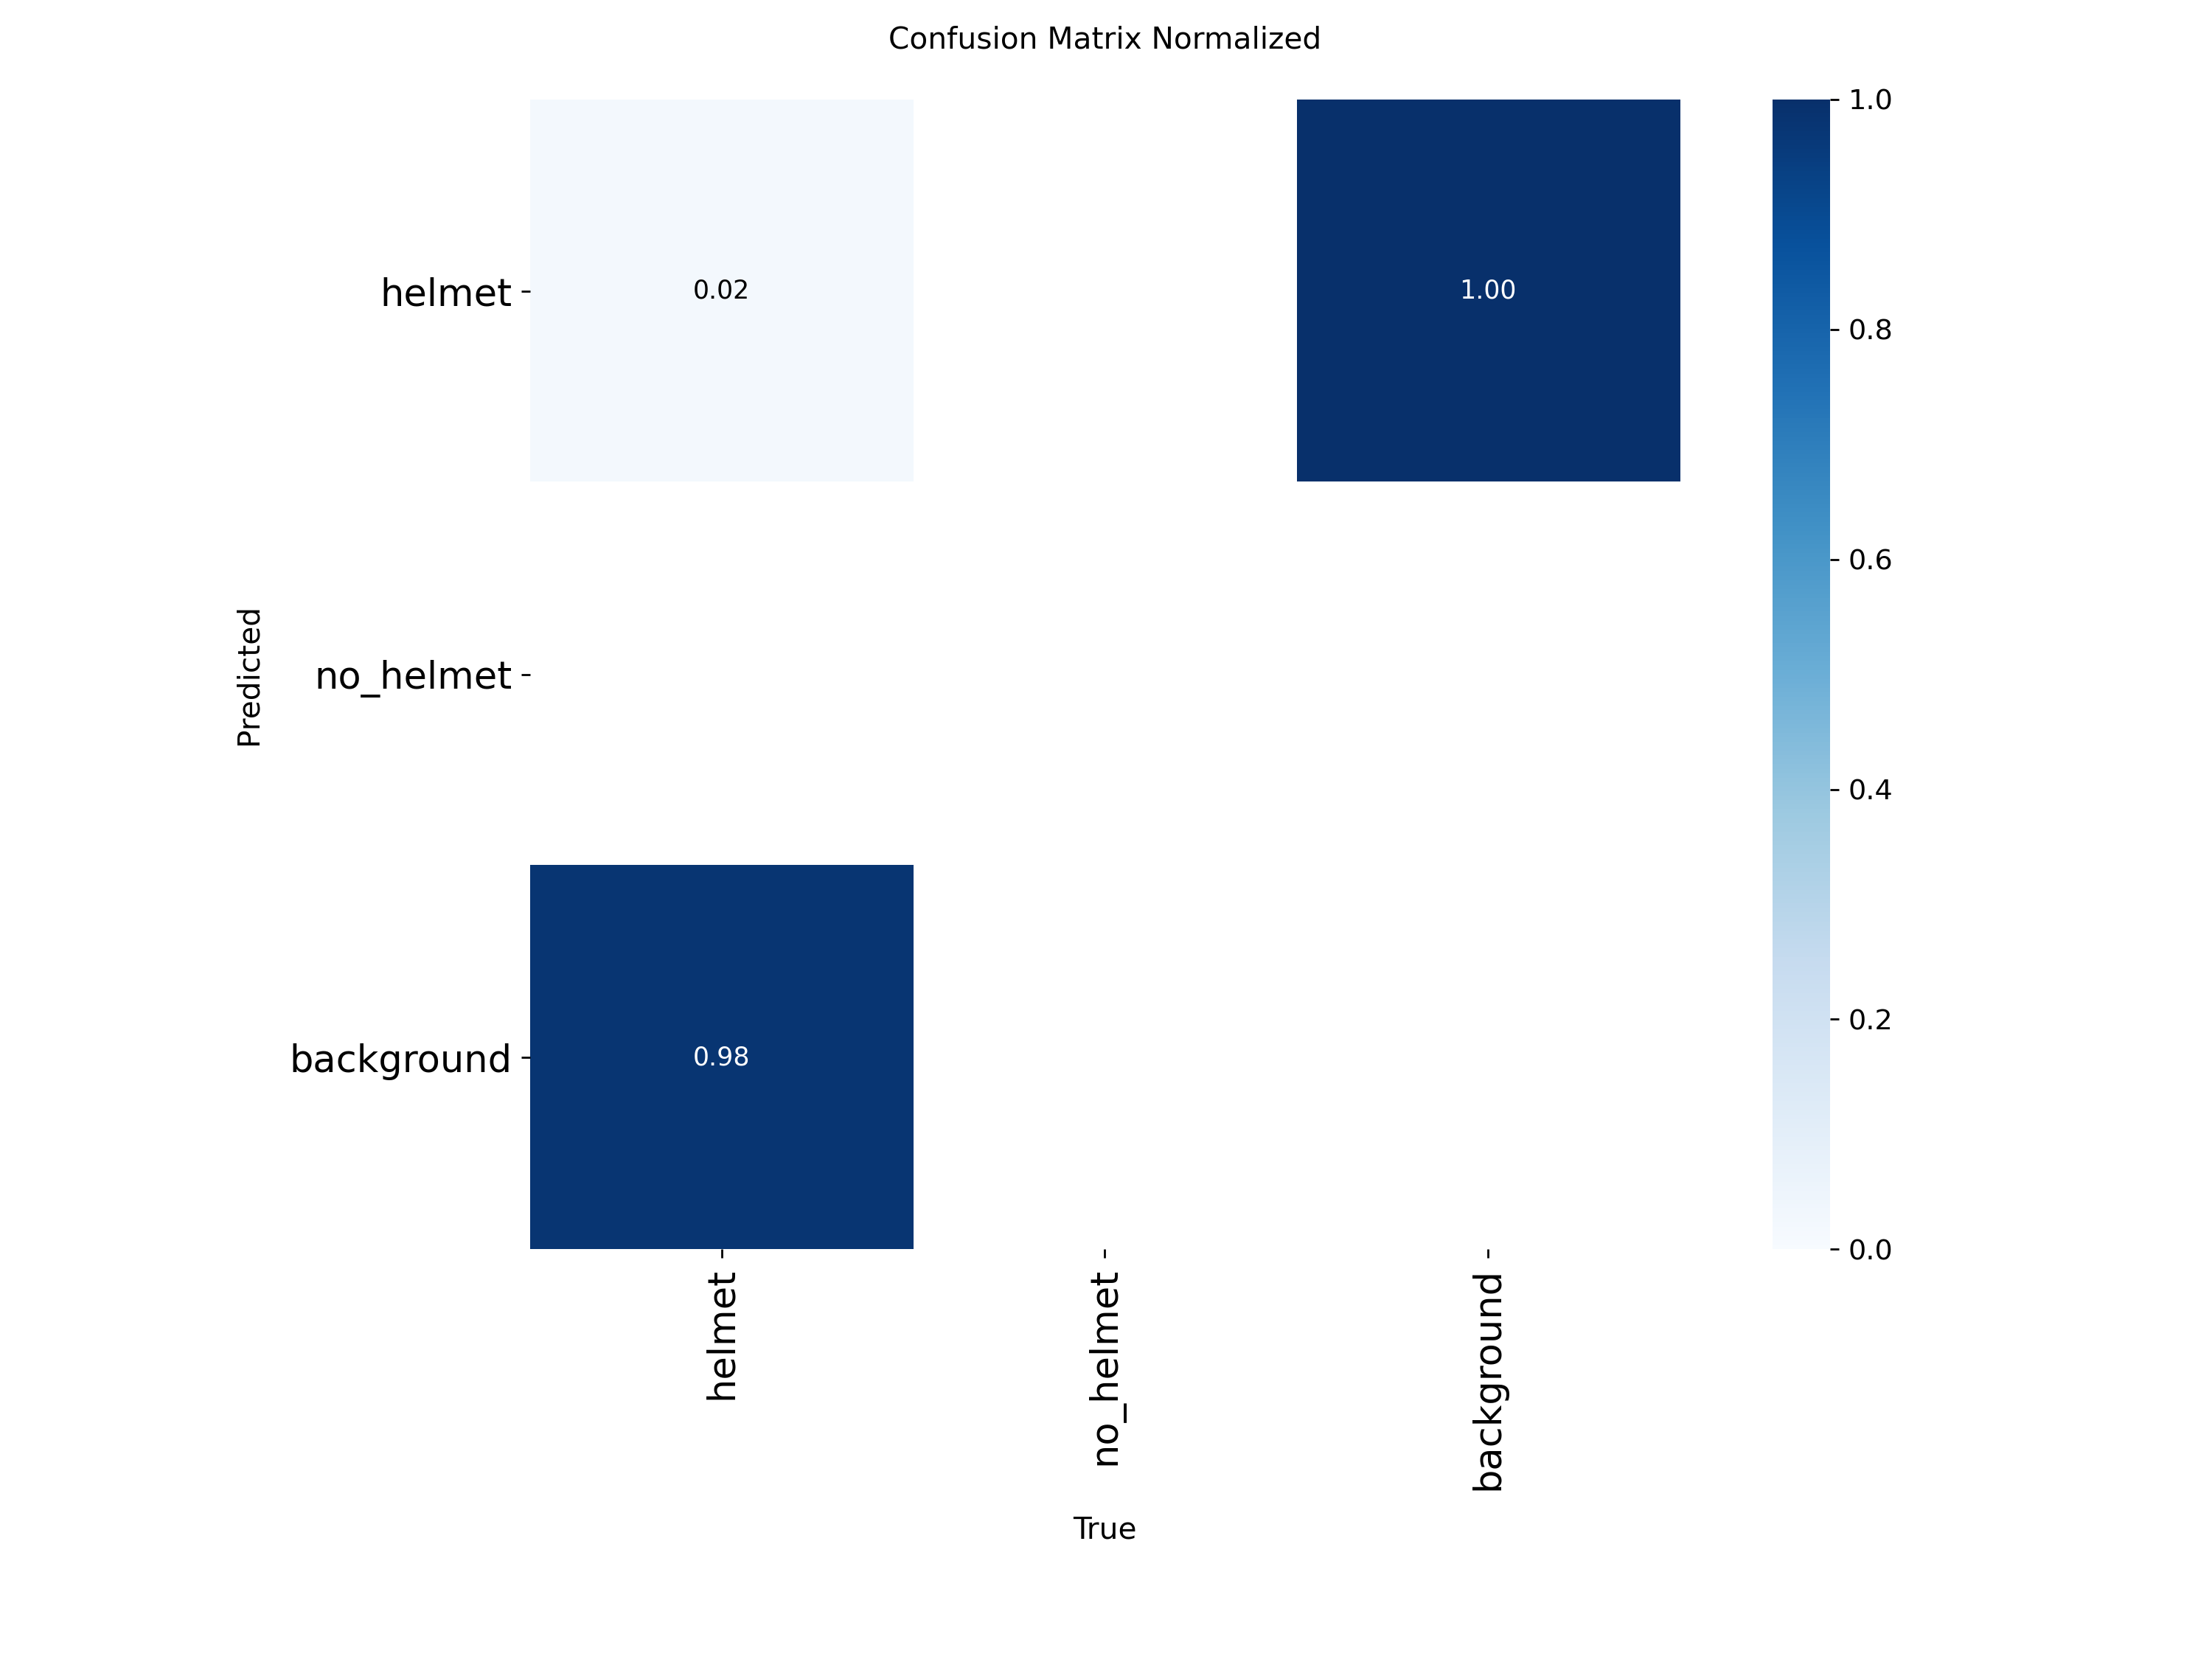 Confusion Matrix Normalized
helmet
0.02
1.00
no_helmet
background
0.98
Predicted
helmet
no_helmet
background
True
1.0
0.8
0.6
0.4
0.2
0.0